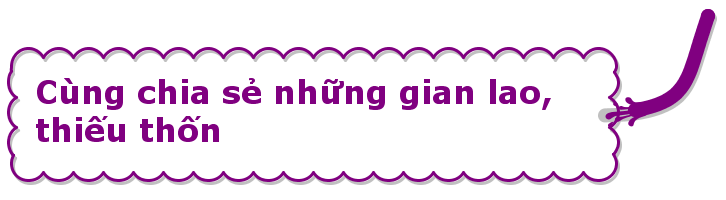 Cùng chia sẻ những gian lao,
thiếu thốn